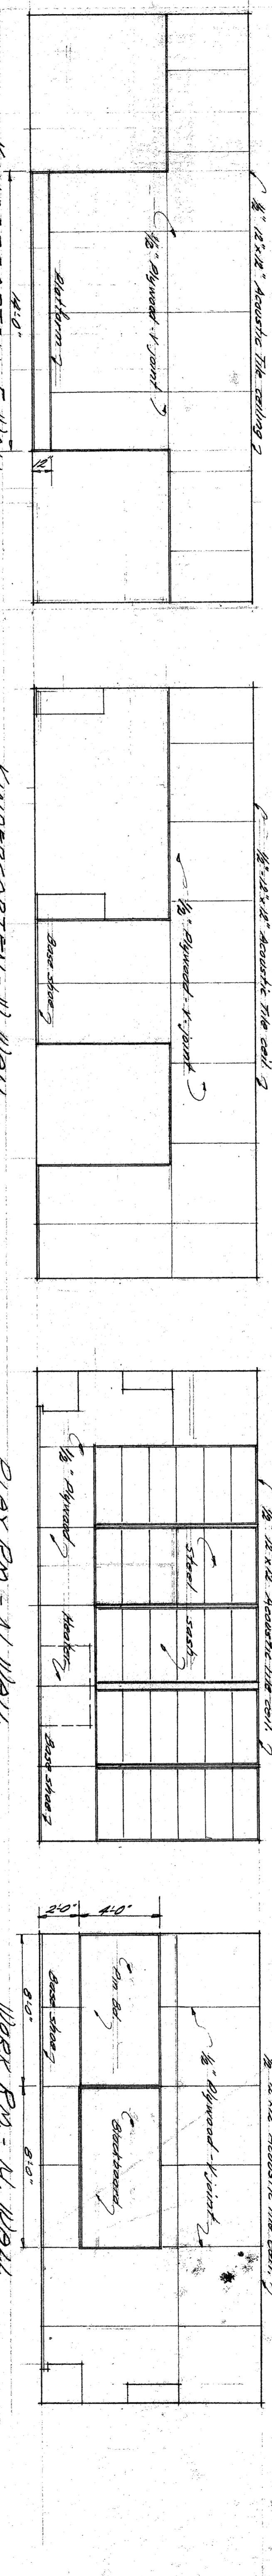 ½" 12"x12" Acoustic Tile ceiling
½" Plywood - V-joint
Platform
12"
14'-0"
½" - 12"x12" Acoustic Tile ceil.
½" Plywood - V-joint
Base shoe
KINDERGARTEN - W. WALL
½" 12 x 12 Acoustic tile ceil.
Steel sash
½" Plywood
Heater
Base shoe
PLAY RM - N. WALL
½" Plywood - V-joint
Pin Bd.
Blackboard
4'-0"
2'-0"
Base shoe
8'-0"
8'-0"
WORK RM - N. WALL